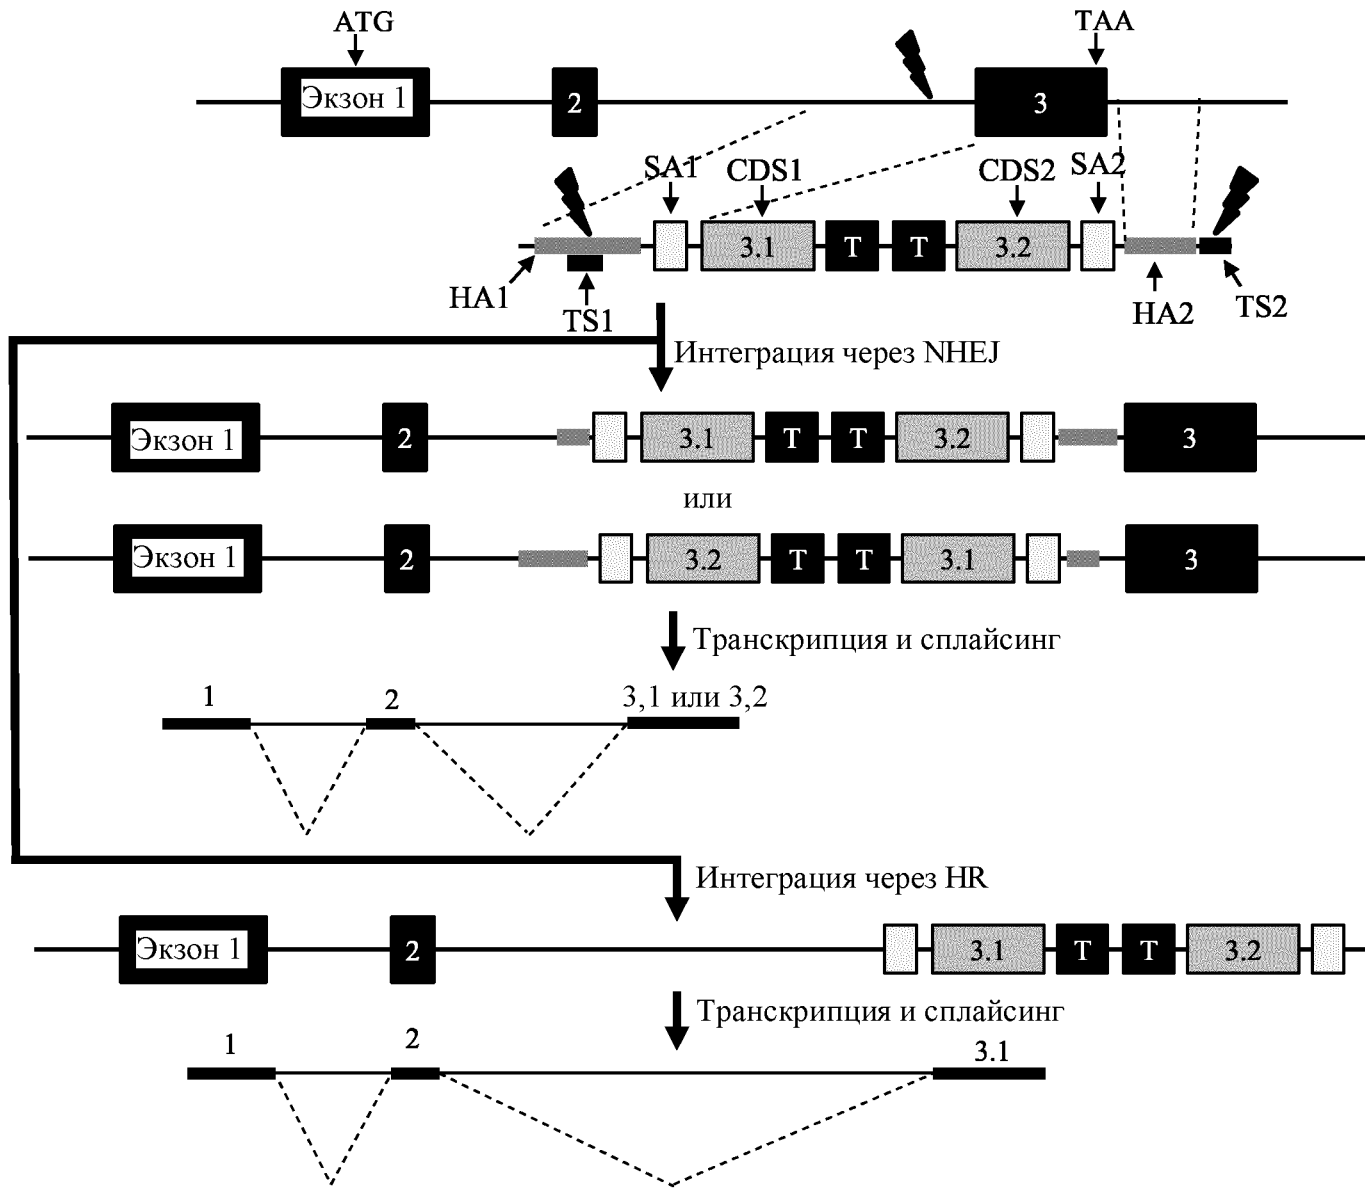 ATG
TAA
Экзон 1
2
3
SA1
CDS1
CDS2
SA2
3.1
T
T
3.2
HA1
TS1
HA2
TS2
Интеграция через NHEJ
Экзон 1
2
3.1
T
T
3.2
3
или
Экзон 1
2
3.2
T
T
3.1
3
Транскрипция и сплайсинг
1
2
3,1 или 3,2
Интеграция через HR
Экзон 1
2
3.1
T
T
3.2
Транскрипция и сплайсинг
1
2
3.1